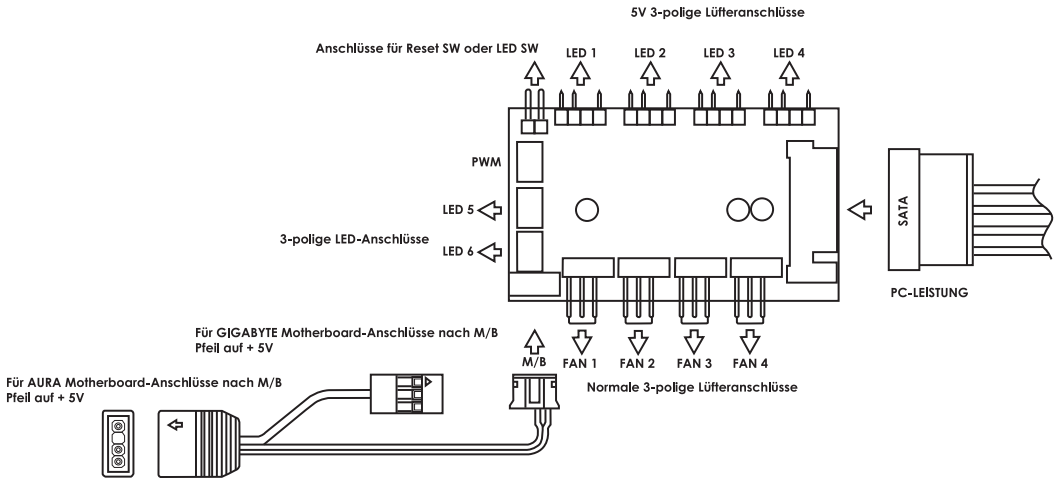 5V 3-polige Lüfteranschlüsse
Anschlüsse für Reset SW oder LED SW
LED 1
LED 2
LED 3
LED 4
PWM
LED 5
3-polige LED-Anschlüsse
LED 6
SATA
PC-LEISTUNG
Für GIGABYTE Motherboard-Anschlüsse nach M/B
Pfeil auf + 5V
M/B
FAN 1
FAN 2
FAN 3
FAN 4
Normale 3-polige Lüfteranschlüsse
Für AURA Motherboard-Anschlüsse nach M/B
Pfeil auf + 5V